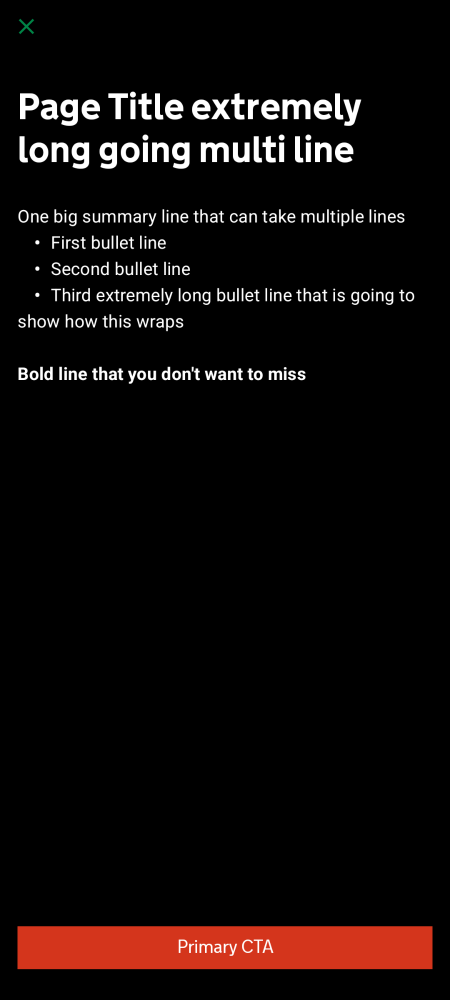 Page Title extremely
long going multi line
One big summary line that can take multiple lines
• First bullet line
• Second bullet line
• Third extremely long bullet line that is going to
show how this wraps
Bold line that you don't want to miss
Primary CTA